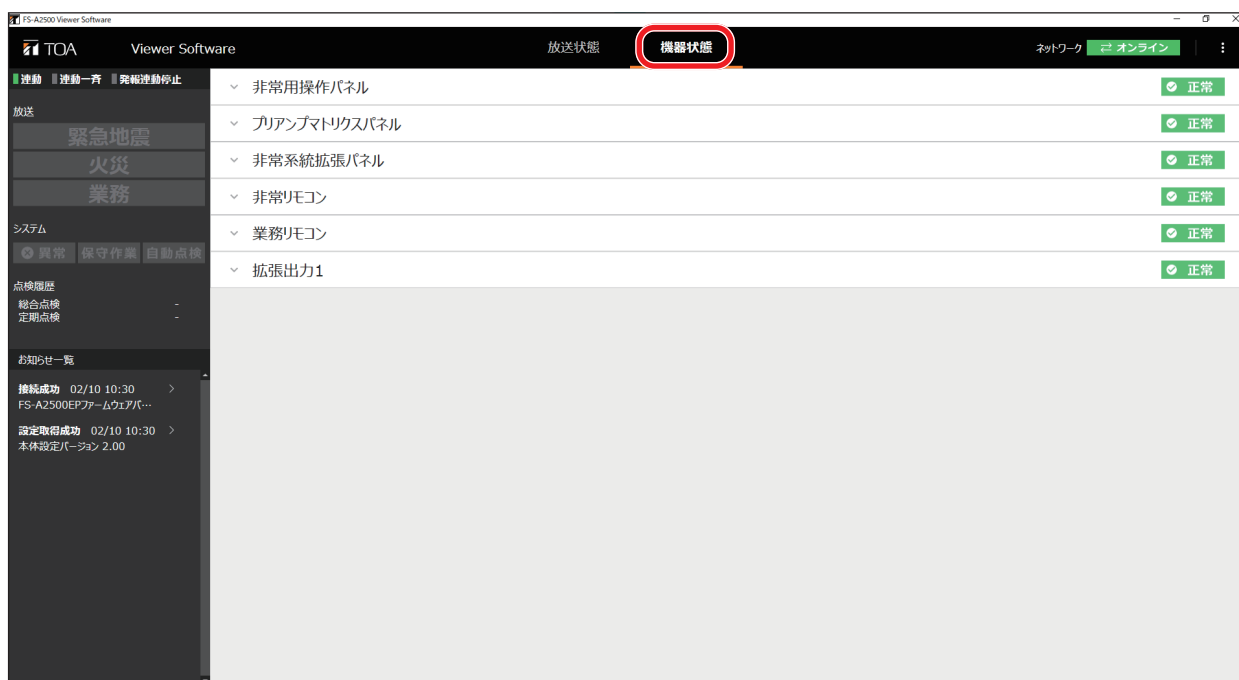 FS-A2500 Viewer Software
TOA Viewer Software 放送状態 機器状態 ネットワーク オンライン
連動 連動一斉 発報連動停止
放送
緊急地震
火災
業務
システム
異常 保守作業 自動点検
点検履歴
総合点検 -
定期点検 -
お知らせ一覧
接続成功 02/10 10:30
FS-A2500EPファームウェアバ…
設定取得成功 02/10 10:30
本体設定バージョン 2.00
非常用操作パネル 正常
プリアンプマトリクスパネル 正常
非常系統拡張パネル 正常
非常リモコン 正常
業務リモコン 正常
拡張出力1 正常